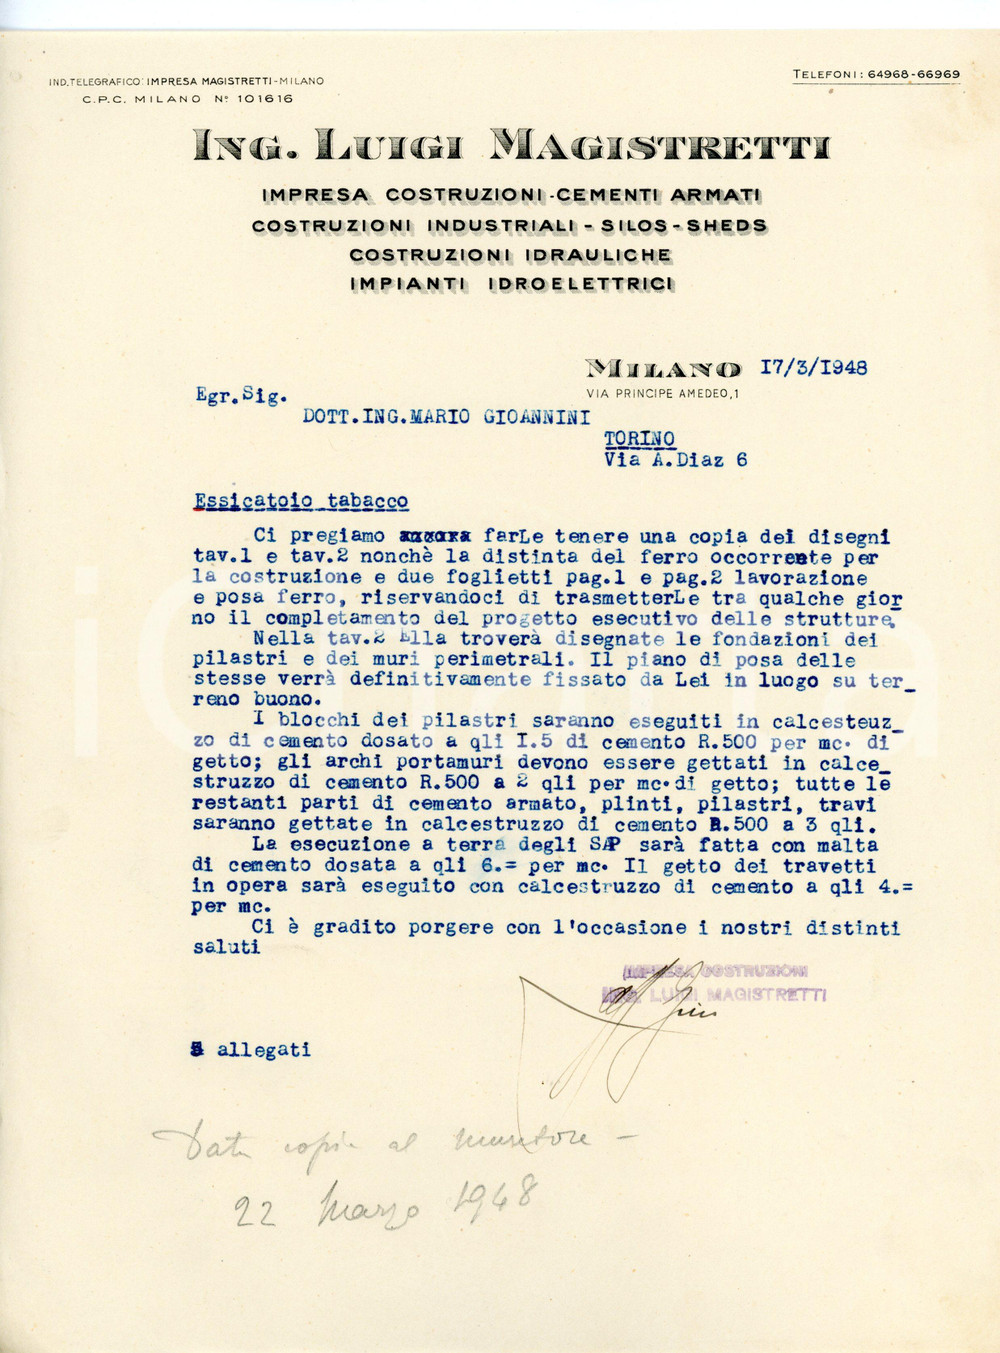 IND.TELEGRAFICO: IMPRESA MAGISTRETTI-MILANO
C.P.C. MILANO Nº 101616
TELEFONI: 64968-66969
ING. LUIGI MAGISTRETTI
IMPRESA COSTRUZIONI-CEMENTI ARMATI
COSTRUZIONI INDUSTRIALI - SILOS - SHEDS
COSTRUZIONI IDRAULICHE
IMPIANTI IDROELETTRICI
MILANO 17/3/1948
VIA PRINCIPE AMEDEO,1
Egr.Sig.
DOTT.ING.MARIO GIOANNINI
TORINO
Via A.Diaz 6
Essicatoio tabacco
Ci pregiamo farLe tenere una copia dei disegni
tav.1 e tav.2 nonchè la distinta del ferro occorrente per
la costruzione e due foglietti pag.1 e pag.2 lavorazione
e posa ferro, riservandoci di trasmetterLe tra qualche gior_
no il completamento del progetto esecutivo delle strutture.
Nella tav.2 Ella troverà disegnate le fondazioni dei
pilastri e dei muri perimetrali. Il piano di posa delle
stesse verrà definitivamente fissato da Lei in luogo su ter_
reno buono.
I blocchi dei pilastri saranno eseguiti in calcesteuz_
zo di cemento dosato a qli I.5 di cemento R.500 per mc. di
getto; gli archi portamuri devono essere gettati in calce_
struzzo di cemento R.500 a 2 qli per mc.di getto; tutte le
restanti parti di cemento armato, plinti, pilastri, travi
saranno gettate in calcestruzzo di cemento R.500 a 3 qli.
La esecuzione a terra degli SAP sarà fatta con malta
di cemento dosata a qli 6.= per mc. Il getto dei travetti
in opera sarà eseguito con calcestruzzo di cemento a qli 4.=
per mc.
Ci è gradito porgere con l'occasione i nostri distinti
saluti
IMPRESA COSTRUZIONI
Ing. LUIGI MAGISTRETTI
5 allegati
Data copia al muratore -
22 Marzo 1948